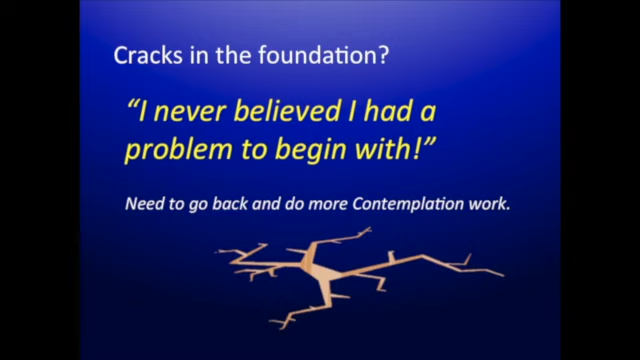 Cracks in the foundation?
“I never believed I had a
problem to begin with!”
Need to go back and do more Contemplation work.